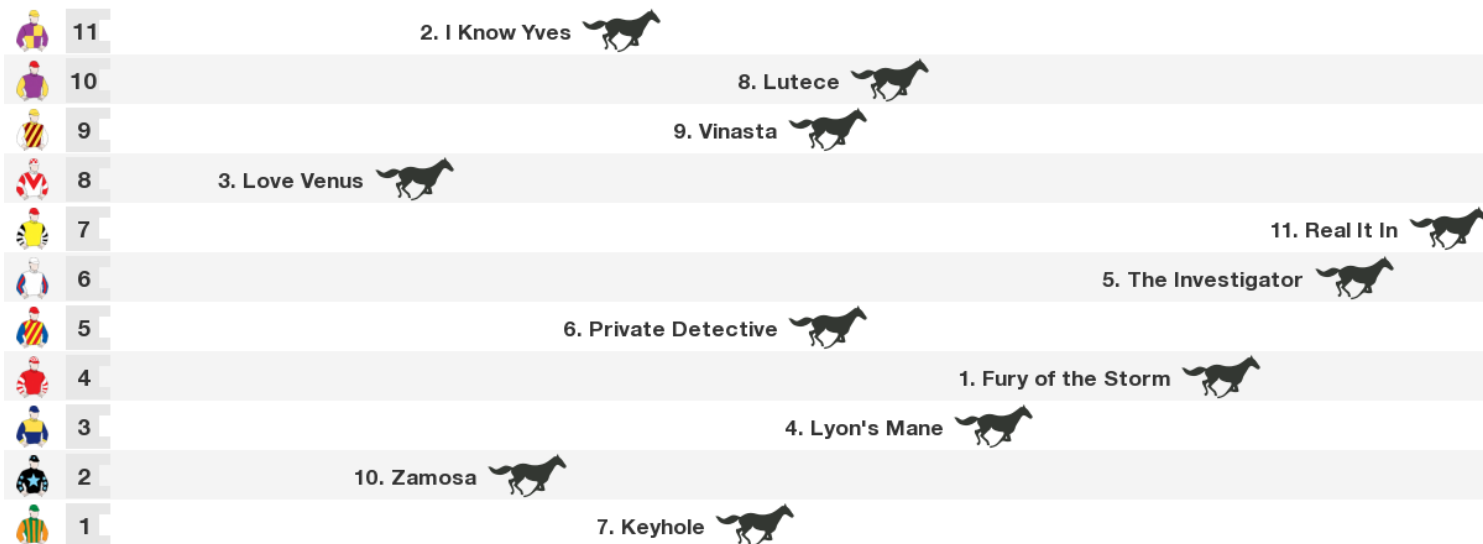 11 2. I Know Yves
10 8. Lutece
9 9. Vinasta
8 3. Love Venus
7 11. Real It In
6 5. The Investigator
5 6. Private Detective
4 1. Fury of the Storm
3 4. Lyon's Mane
2 10. Zamosa
1 7. Keyhole